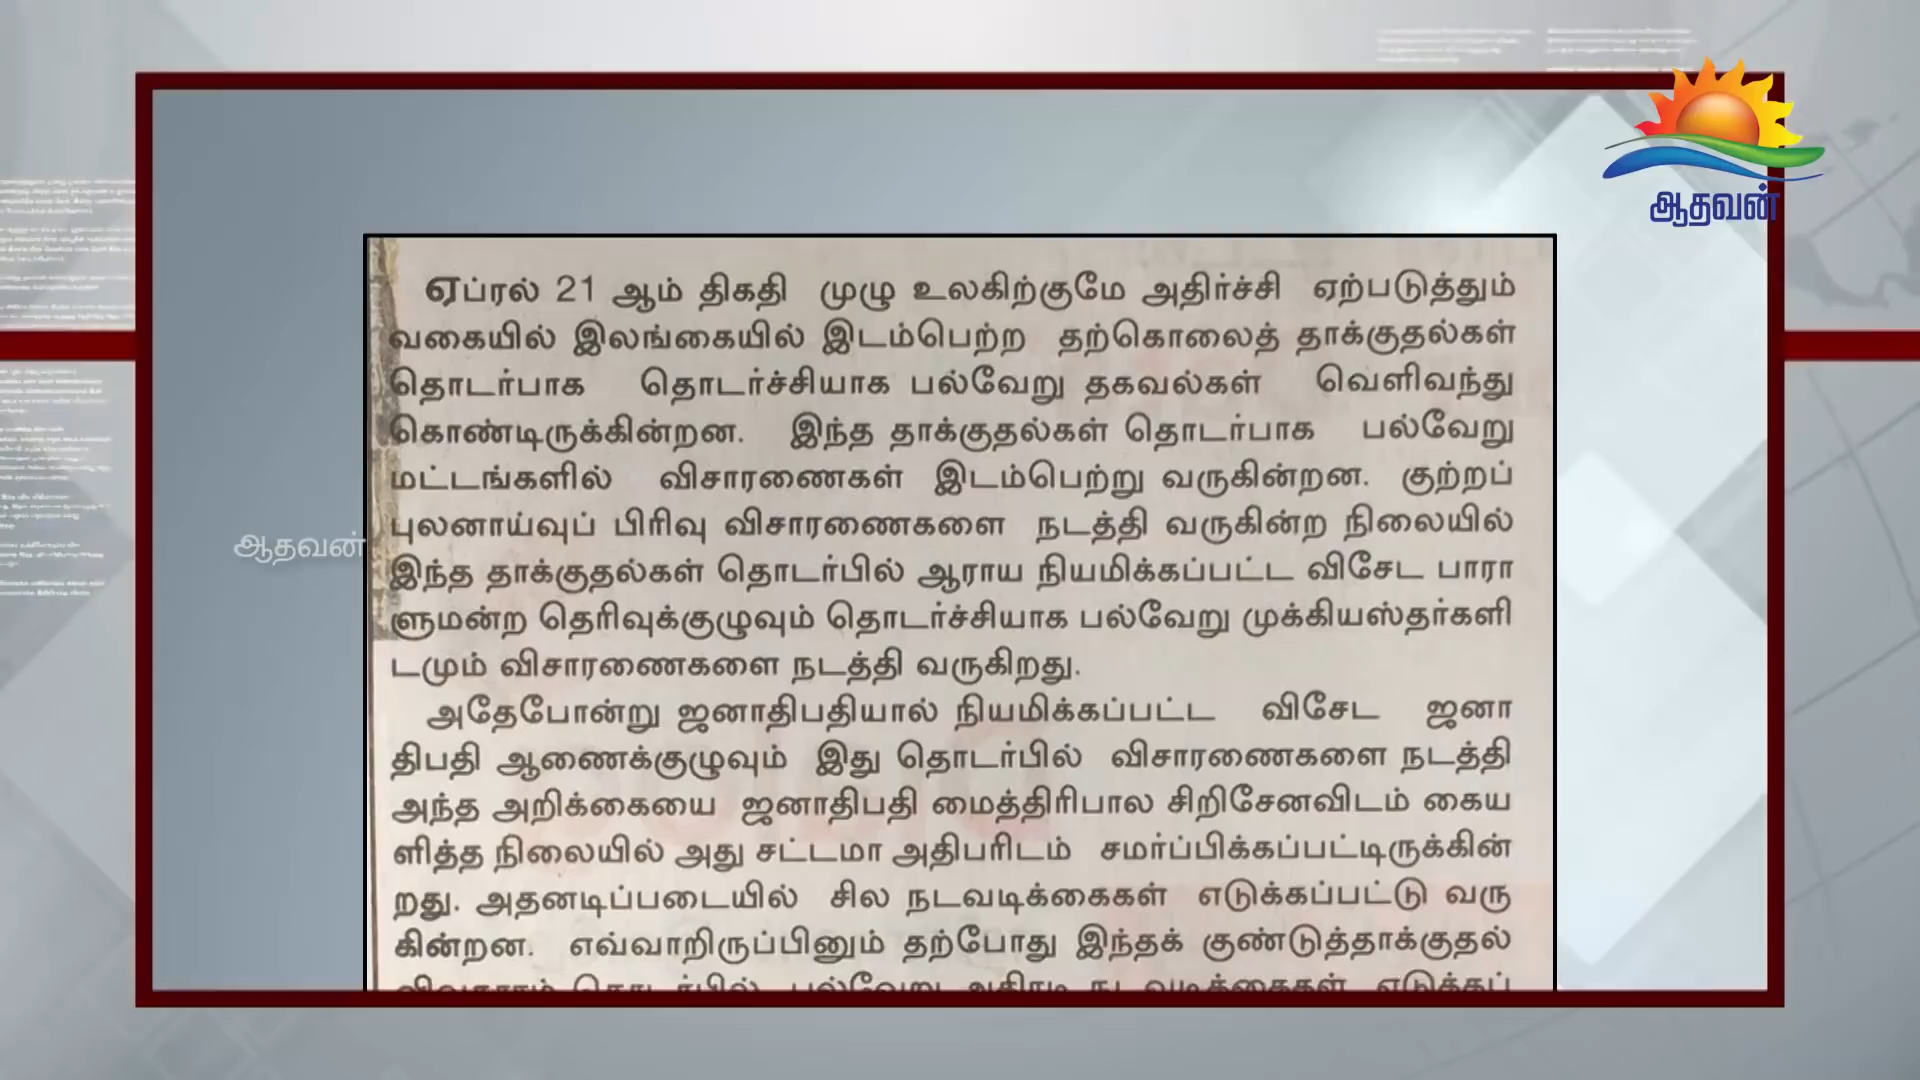 ஆதவன்
ஏப்ரல் 21 ஆம் திகதி முழு உலகிற்குமே அதிர்ச்சி ஏற்படுத்தும்
வகையில் இலங்கையில் இடம்பெற்ற தற்கொலைத் தாக்குதல்கள்
தொடர்பாக தொடர்ச்சியாக பல்வேறு தகவல்கள் வெளிவந்து
கொண்டிருக்கின்றன. இந்த தாக்குதல்கள் தொடர்பாக பல்வேறு
மட்டங்களில் விசாரணைகள் இடம்பெற்று வருகின்றன. குற்றப்
புலனாய்வுப் பிரிவு விசாரணைகளை நடத்தி வருகின்ற நிலையில்
ஆதவன்
இந்த தாக்குதல்கள் தொடர்பில் ஆராய நியமிக்கப்பட்ட விசேட பாரா
ளுமன்ற தெரிவுக்குழுவும் தொடர்ச்சியாக பல்வேறு முக்கியஸ்தர்களி
டமும் விசாரணைகளை நடத்தி வருகிறது.
அதேபோன்று ஜனாதிபதியால் நியமிக்கப்பட்ட விசேட ஜனா
திபதி ஆணைக்குழுவும் இது தொடர்பில் விசாரணைகளை நடத்தி
அந்த அறிக்கையை ஜனாதிபதி மைத்திரிபால சிறிசேனவிடம் கைய
ளித்த நிலையில் அது சட்டமா அதிபரிடம் சமர்ப்பிக்கப்பட்டிருக்கின்
றது. அதனடிப்படையில் சில நடவடிக்கைகள் எடுக்கப்பட்டு வரு
கின்றன. எவ்வாறிருப்பினும் தற்போது இந்தக் குண்டுத்தாக்குதல்